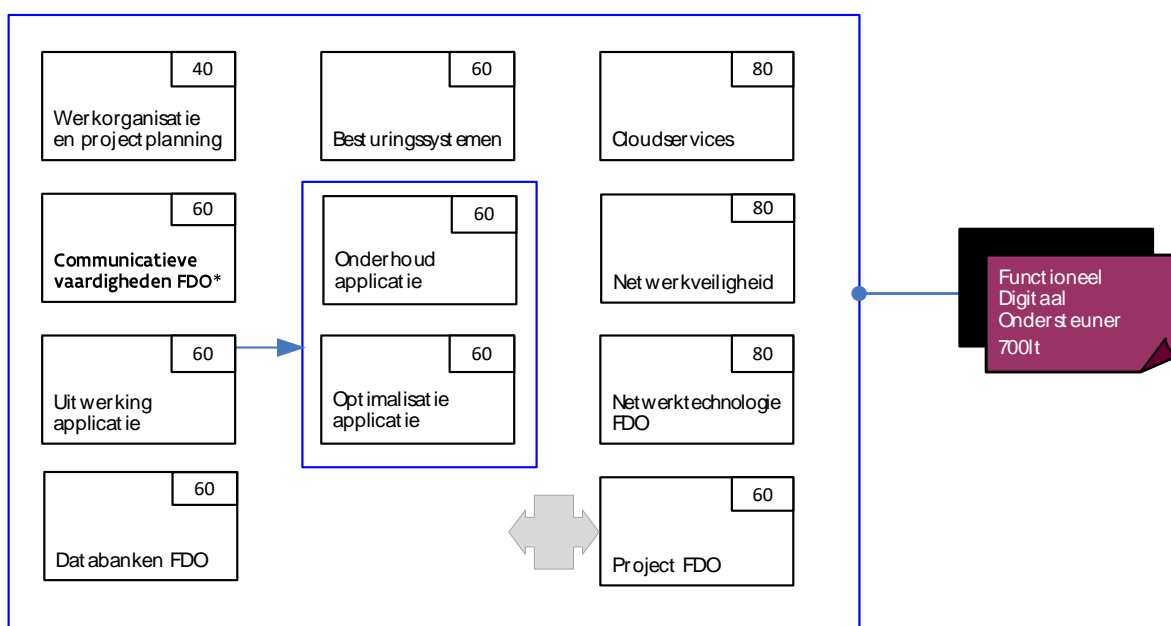 40
Werkorganisatie
en projectplanning
60
Besturingssystemen
80
Cloudservices
60
Communicatieve
vaardigheden FDO*
60
Onderhoud
applicatie
80
Netwerkveiligheid
60
Uitwerking
applicatie
60
Optimalisatie
applicatie
80
Netwerktechnologie
FDO
60
Databanken FDO
60
Project FDO
Functioneel
Digitaal
Ondersteuner
700lt